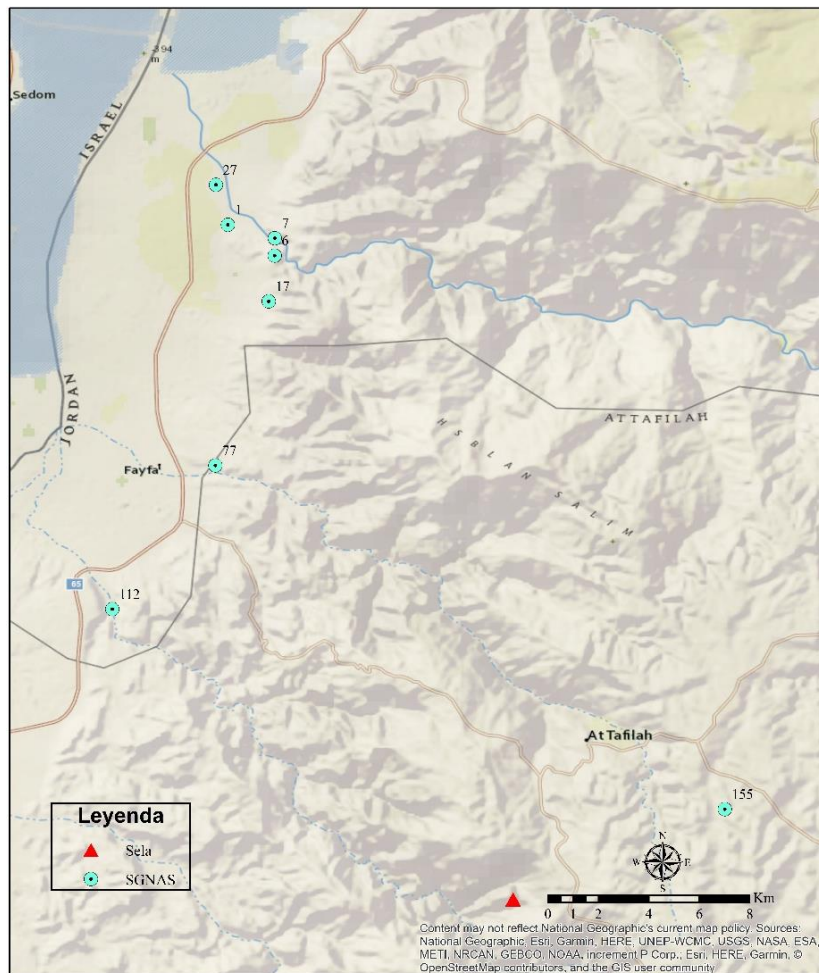 -394
m
Sedom
ISRAEL
27
1
7
6
17
JORDAN
ATTAFILAH
HSBLAN SALIM
77
Fayfa
65
112
At Tafilah
155
Leyenda
Sela
SGNAS
N
W E
S
0 1 2 4 6 8 Km
Content may not reflect National Geographic's current map policy. Sources:
National Geographic, Esri, Garmin, HERE, UNEP-WCMC, USGS, NASA, ESA,
METI, NRCAN, GEBCO, NOAA, increment P Corp., Esri, HERE, Garmin, ©
OpenStreetMap contributors, and the GIS user community